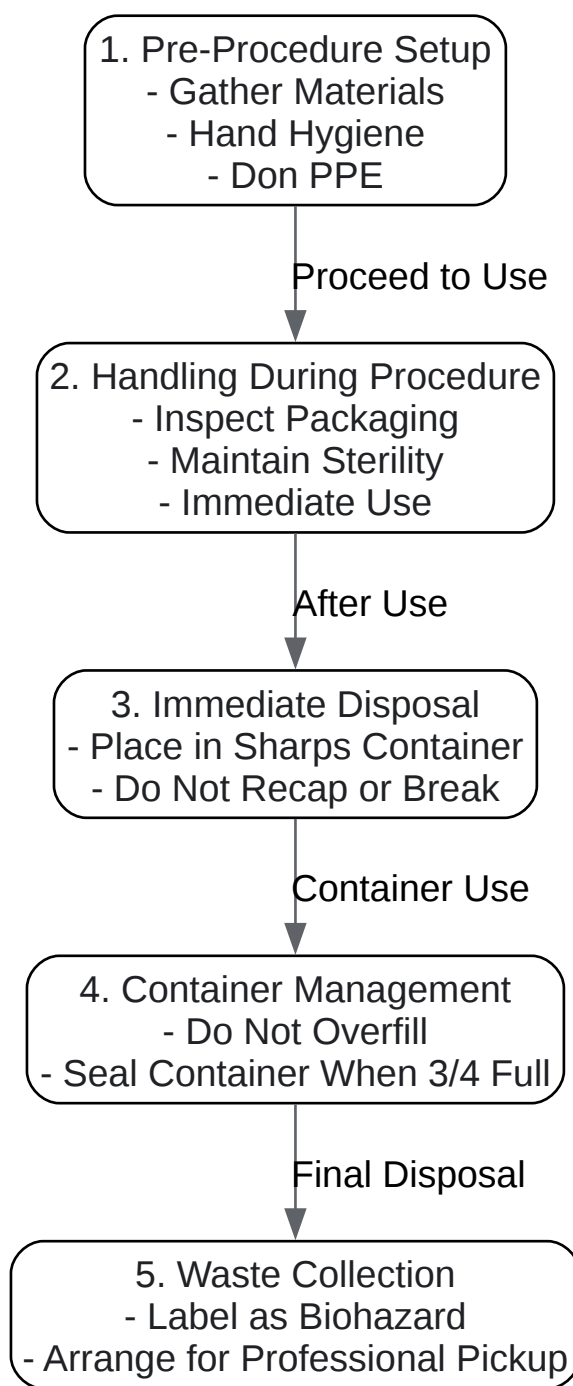 1. Pre-Procedure Setup
- Gather Materials
- Hand Hygiene
- Don PPE
Proceed to Use
2. Handling During Procedure
- Inspect Packaging
- Maintain Sterility
- Immediate Use
After Use
3. Immediate Disposal
- Place in Sharps Container
- Do Not Recap or Break
Container Use
4. Container Management
- Do Not Overfill
- Seal Container When 3/4 Full
Final Disposal
5. Waste Collection
- Label as Biohazard
- Arrange for Professional Pickup